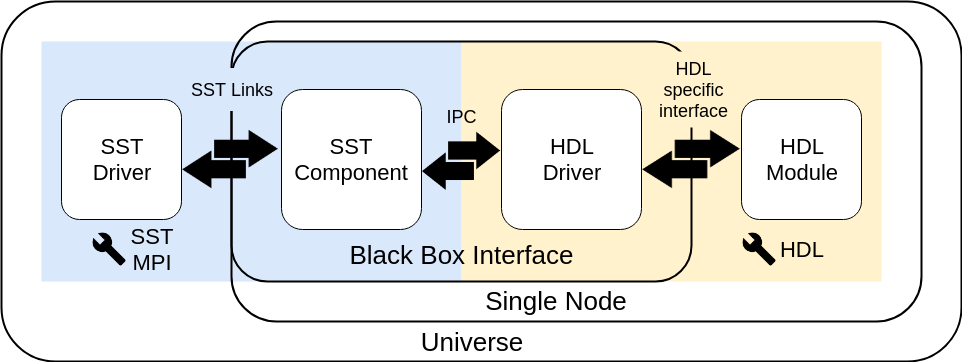 SST Links
SST
Driver
SST
MPI
SST
Component
IPC
HDL
Driver
HDL
specific
interface
HDL
Module
HDL
Black Box Interface
Single Node
Universe